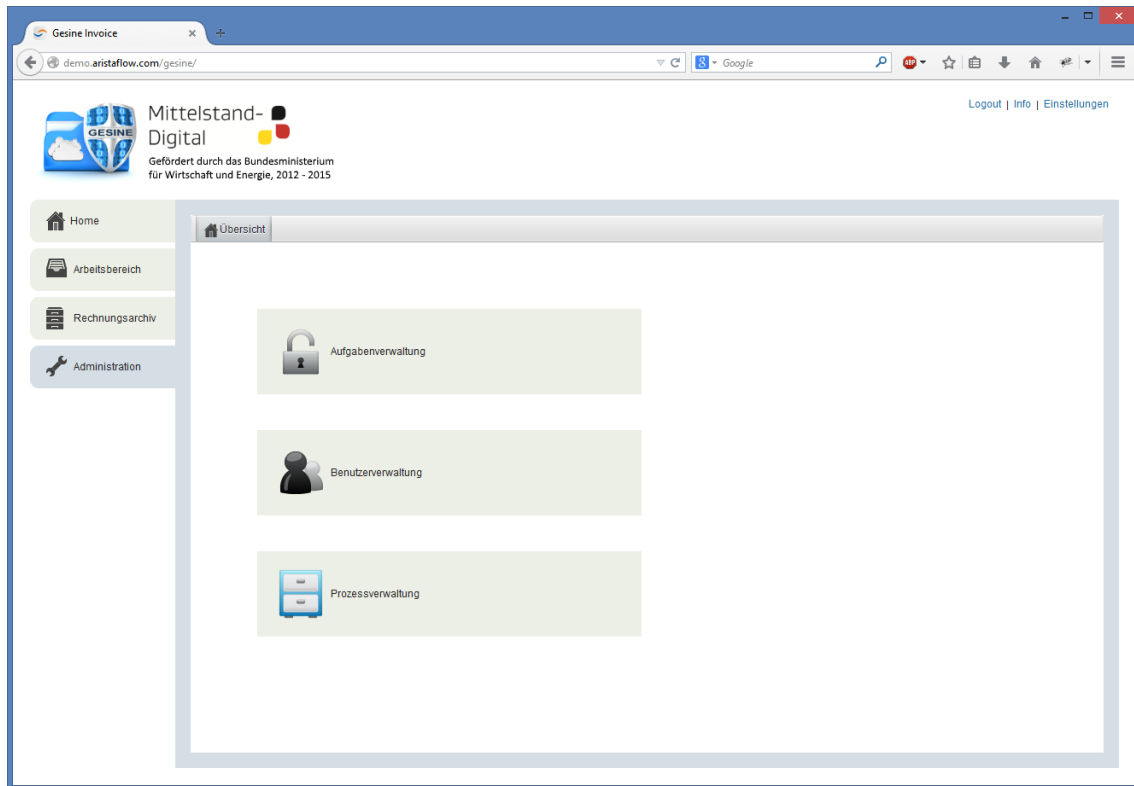 Gesine Invoice
demo.aristaflow.com/gesine/
Google
ABP
Logout | Info | Einstellungen
GESINE
Mittelstand-
Digital
Gefördert durch das Bundesministerium
für Wirtschaft und Energie, 2012 - 2015
Home
Arbeitsbereich
Rechnungsarchiv
Administration
Übersicht
Aufgabenverwaltung
Benutzerverwaltung
Prozessverwaltung